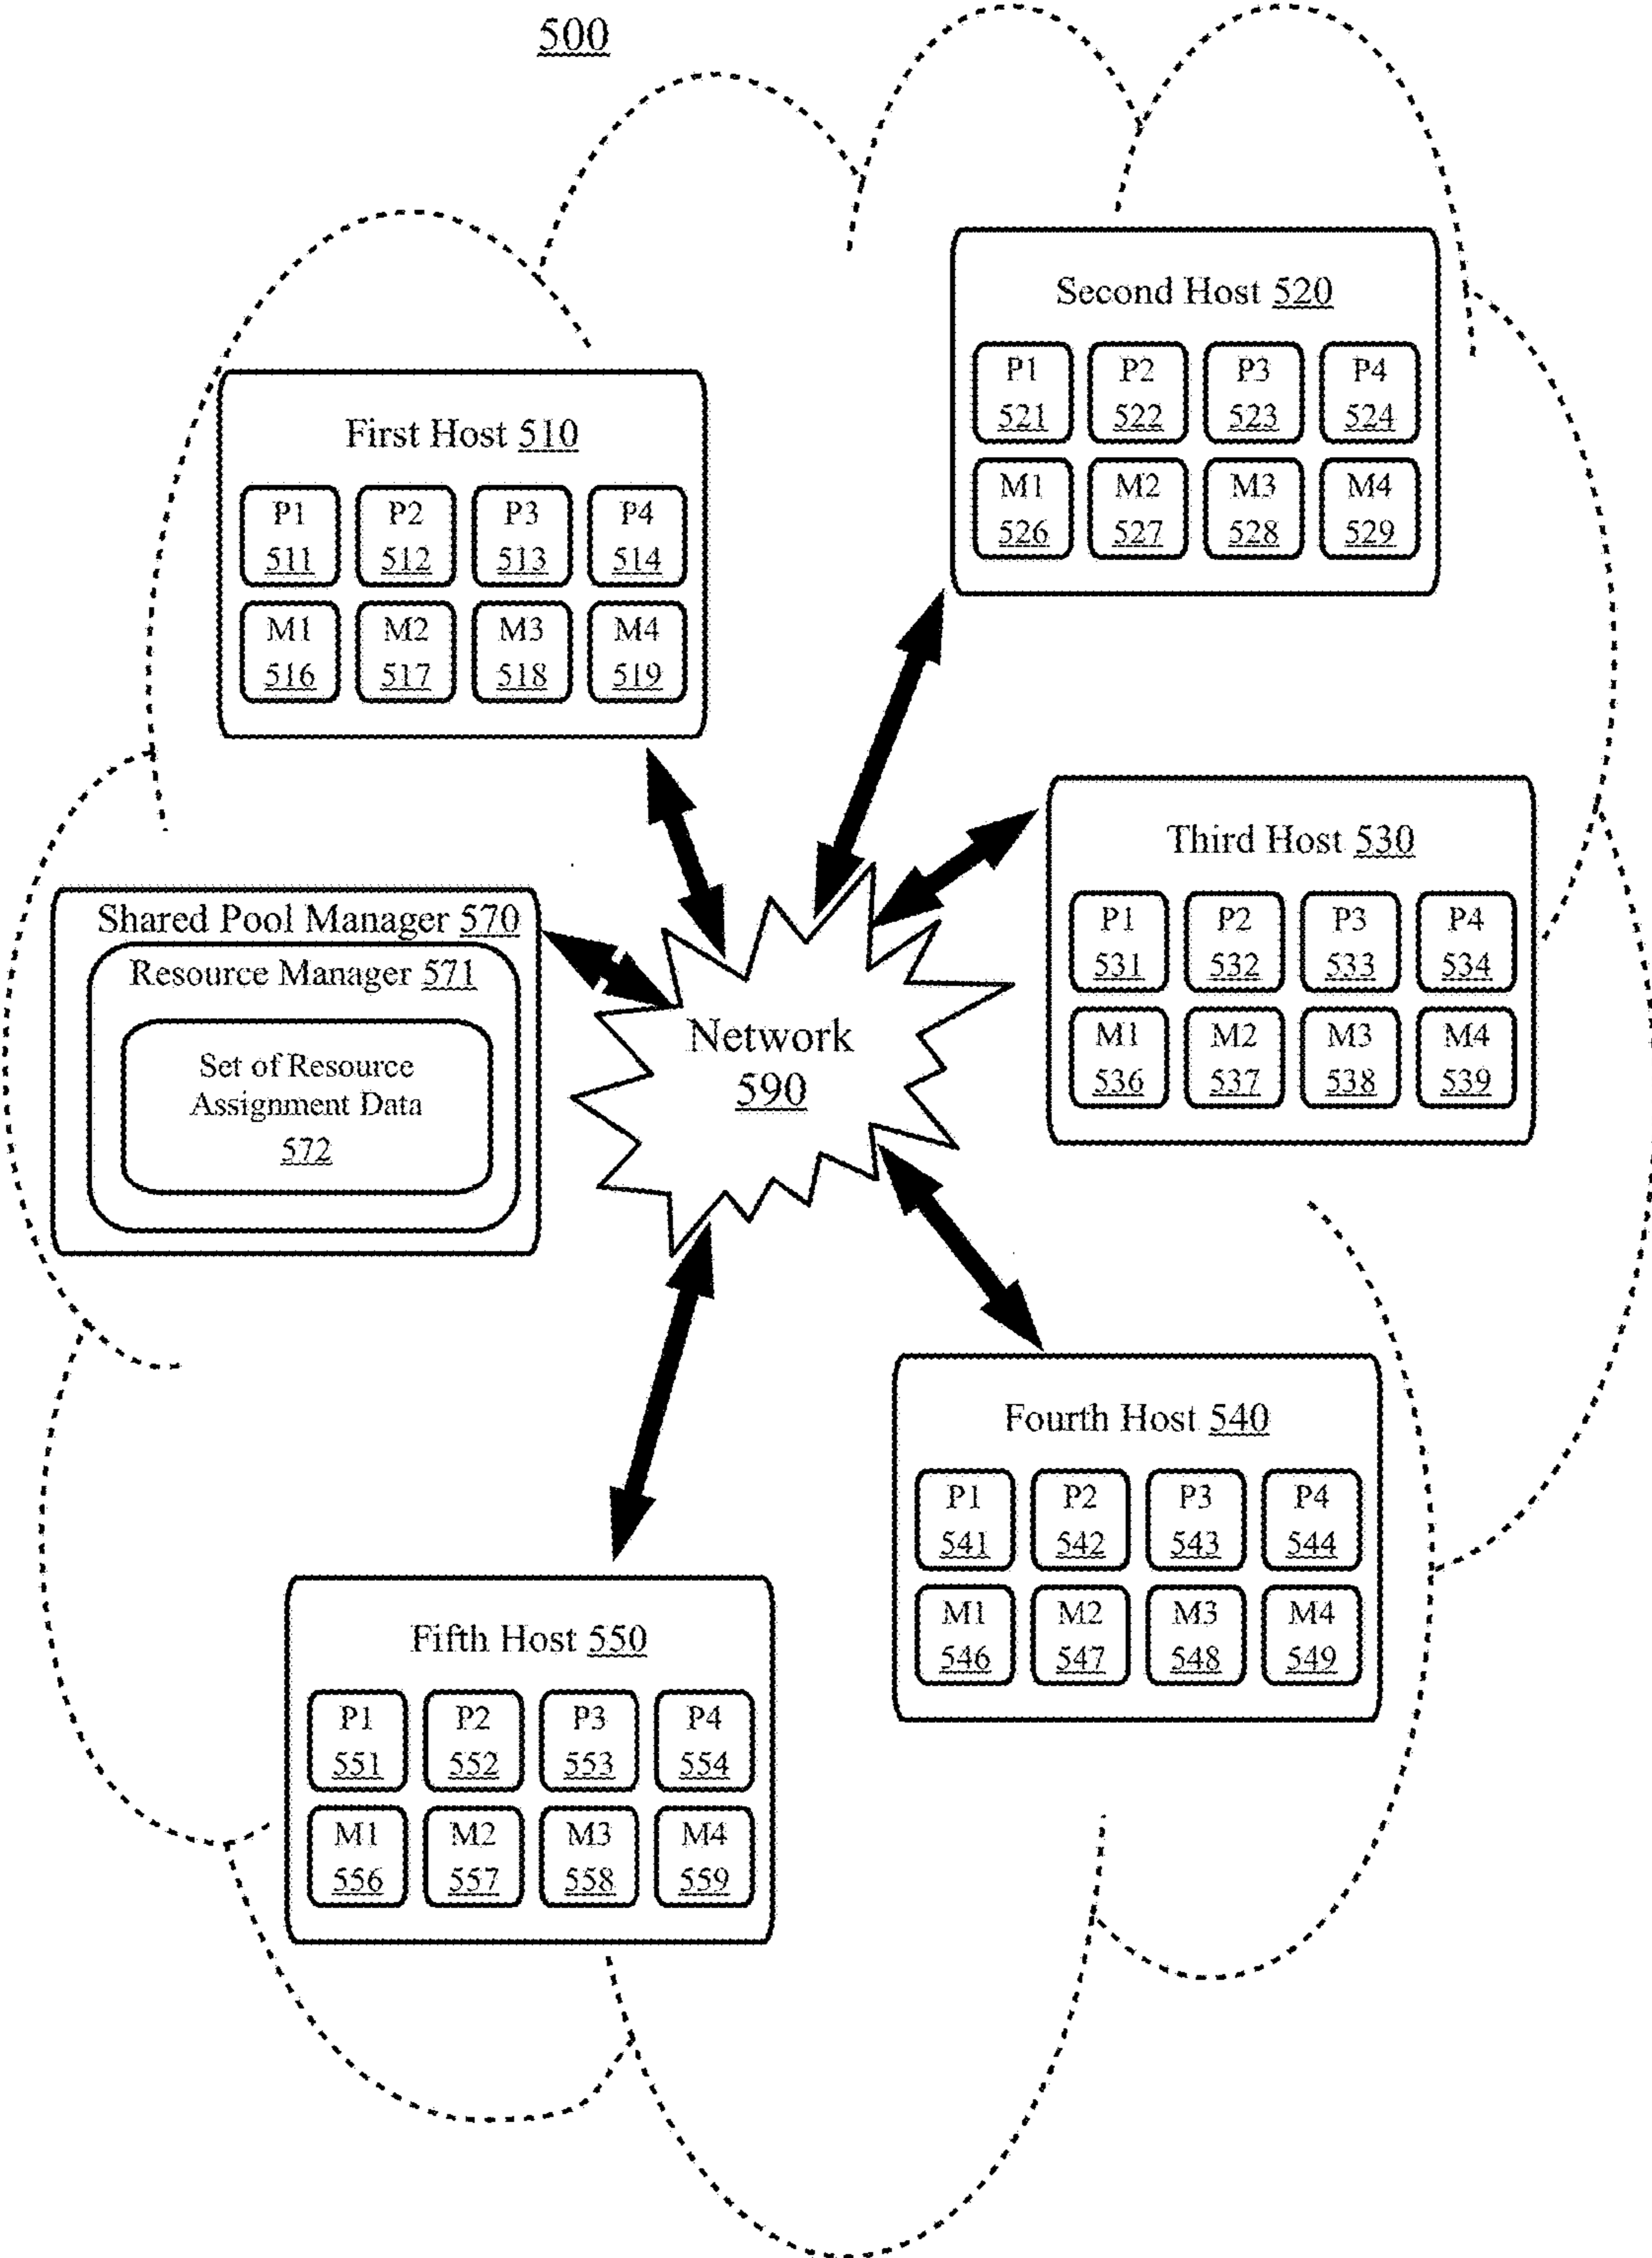 500
Second Host 520
P1 P2 P3 P4
521 522 523 524
M1 M2 M3 M4
526 527 528 529
First Host 510
P1 P2 P3 P4
511 512 513 514
M1 M2 M3 M4
516 517 518 519
Third Host 530
P1 P2 P3 P4
531 532 533 534
M1 M2 M3 M4
536 537 538 539
Shared Pool Manager 570
Resource Manager 571
Set of Resource
Assignment Data
572
Network
590
Fourth Host 540
P1 P2 P3 P4
541 542 543 544
M1 M2 M3 M4
546 547 548 549
Fifth Host 550
P1 P2 P3 P4
551 552 553 554
M1 M2 M3 M4
556 557 558 559